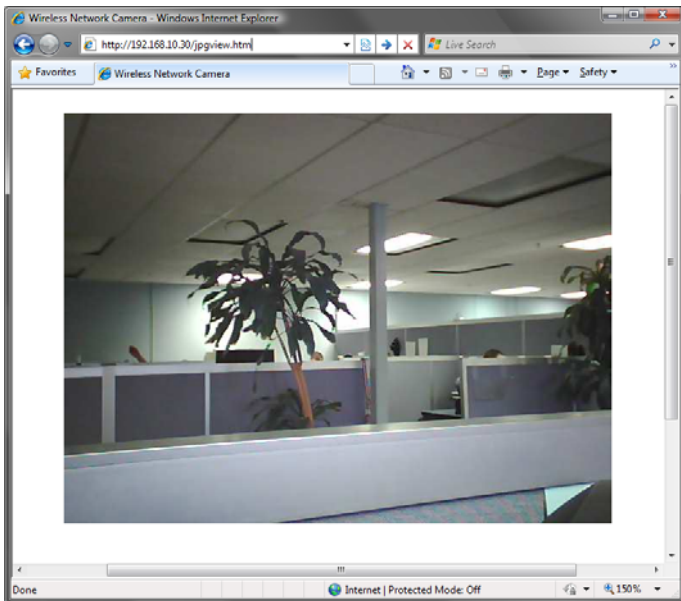 Wireless Network Camera - Windows Internet Explorer
http://192.168.10.30/jpgview.htm
Live Search
Favorites
Wireless Network Camera
Page
Safety
»
Done
Internet | Protected Mode: Off
150%